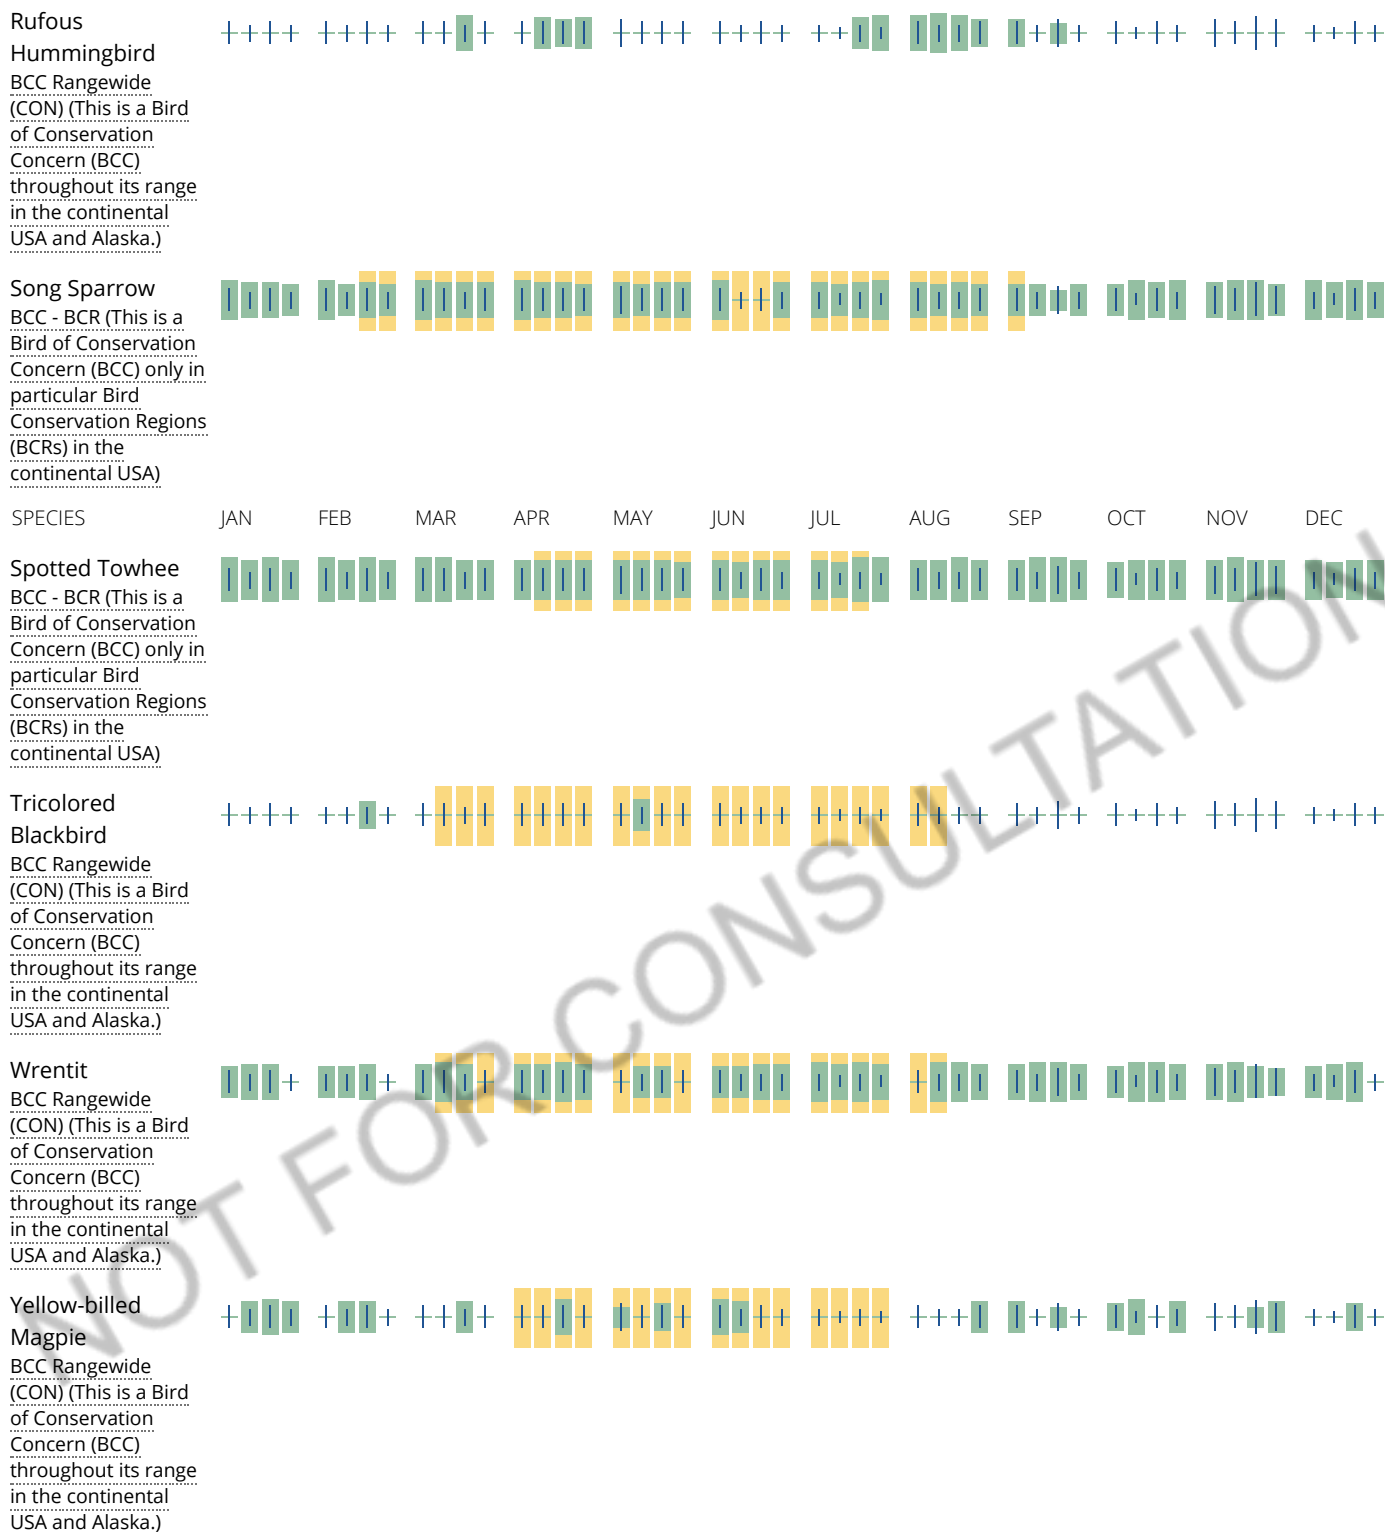 Rufous
Hummingbird
BCC Rangewide
(CON) (This is a Bird
of Conservation
Concern (BCC)
throughout its range
in the continental
USA and Alaska.)
Song Sparrow
BCC - BCR (This is a
Bird of Conservation
Concern (BCC) only in
particular Bird
Conservation Regions
(BCRs) in the
continental USA)
SPECIES JAN FEB MAR APR MAY JUN JUL AUG SEP OCT NOV DEC
Spotted Towhee
BCC - BCR (This is a
Bird of Conservation
Concern (BCC) only in
particular Bird
Conservation Regions
(BCRs) in the
continental USA)
Tricolored
Blackbird
BCC Rangewide
(CON) (This is a Bird
of Conservation
Concern (BCC)
throughout its range
in the continental
USA and Alaska.)
Wrentit
BCC Rangewide
(CON) (This is a Bird
of Conservation
Concern (BCC)
throughout its range
in the continental
USA and Alaska.)
Yellow-billed
Magpie
BCC Rangewide
(CON) (This is a Bird
of Conservation
Concern (BCC)
throughout its range
in the continental
USA and Alaska.)
NOT FOR CONSULTATION